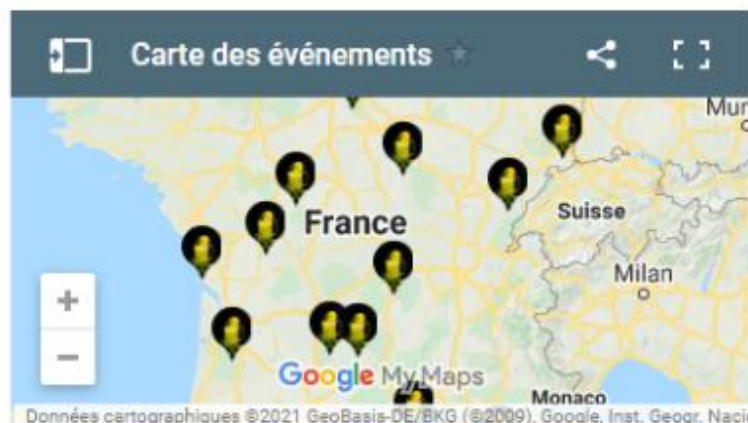 Carte des événements
Mur
France
Suisse
Milan
+
−
Google My Maps
Monaco
Données cartographiques ©2021 GeoBasis-DE/BKG (©2009), Google, Inst. Geogr. Naci